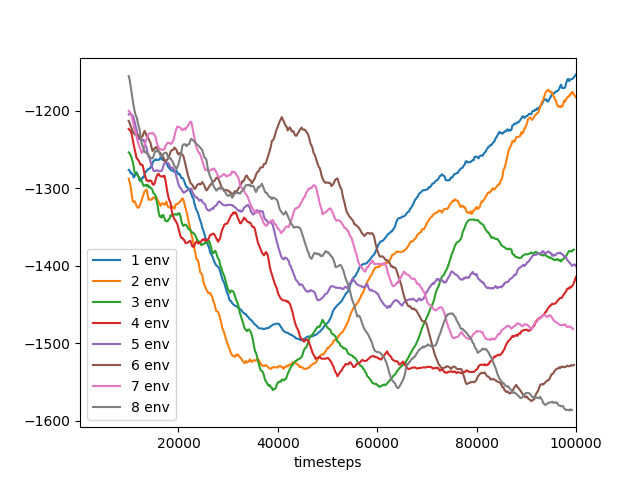 −1200
−1300
−1400
−1500
−1600
1 env
2 env
3 env
4 env
5 env
6 env
7 env
8 env
20000 40000 60000 80000 100000
timesteps